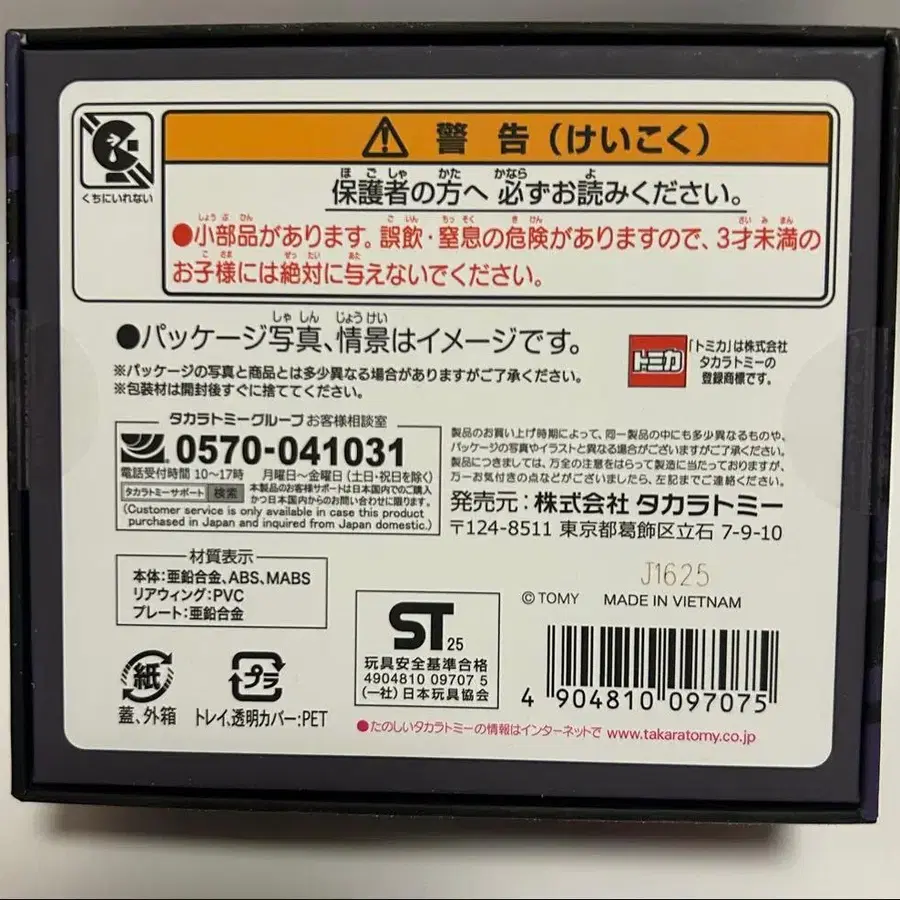 くちにいれない
警告(けいこく)
保護者の方へ 必ずお読みください。
●小部品があります。誤飲・窒息の危険がありますので、3才未満の
お子様には絶対に与えないでください。
●パッケージ写真、情景はイメージです。
※パッケージの写真と商品とは多少異なる場合がありますがご了承ください。
※包装材は開封後すぐに捨ててください。
トミカ
「トミカ」は株式会社
タカラトミーの
登録商標です。
タカラトミーグループ お客様相談室
0570-041031
電話受付時間 10〜17時 月曜日〜金曜日(土日・祝日を除く)
タカラトミーサポート 検索
本製品のお客様サポートは日本国内でのご購入
かつ日本国内からのお問い合わせに限ります。
(Customer service is only available in case this product
purchased in Japan and inquired from Japan domestic.)
製品のお買い上げ時期によって、同一製品の中にも多少異なるものや、
パッケージの写真やイラストと異なる場合がございますがご了承ください。
製品につきましては、万全の注意をはらって製造に当たっておりますが、
万一お気付きの点などがございましたら、左記までご連絡ください。
発売元:株式会社 タカラトミー
〒124-8511 東京都葛飾区立石 7-9-10
材質表示
本体:亜鉛合金、ABS、MABS
リアウィング:PVC
プレート:亜鉛合金
紙
蓋、外箱
プラ
トレイ、透明カバー:PET
ST 25
玩具安全基準合格
4904810 09707 5
(一社)日本玩具協会
J1625
© TOMY MADE IN VIETNAM
4 904810 097075
●たのしいタカラトミーの情報はインターネットで www.takaratomy.co.jp